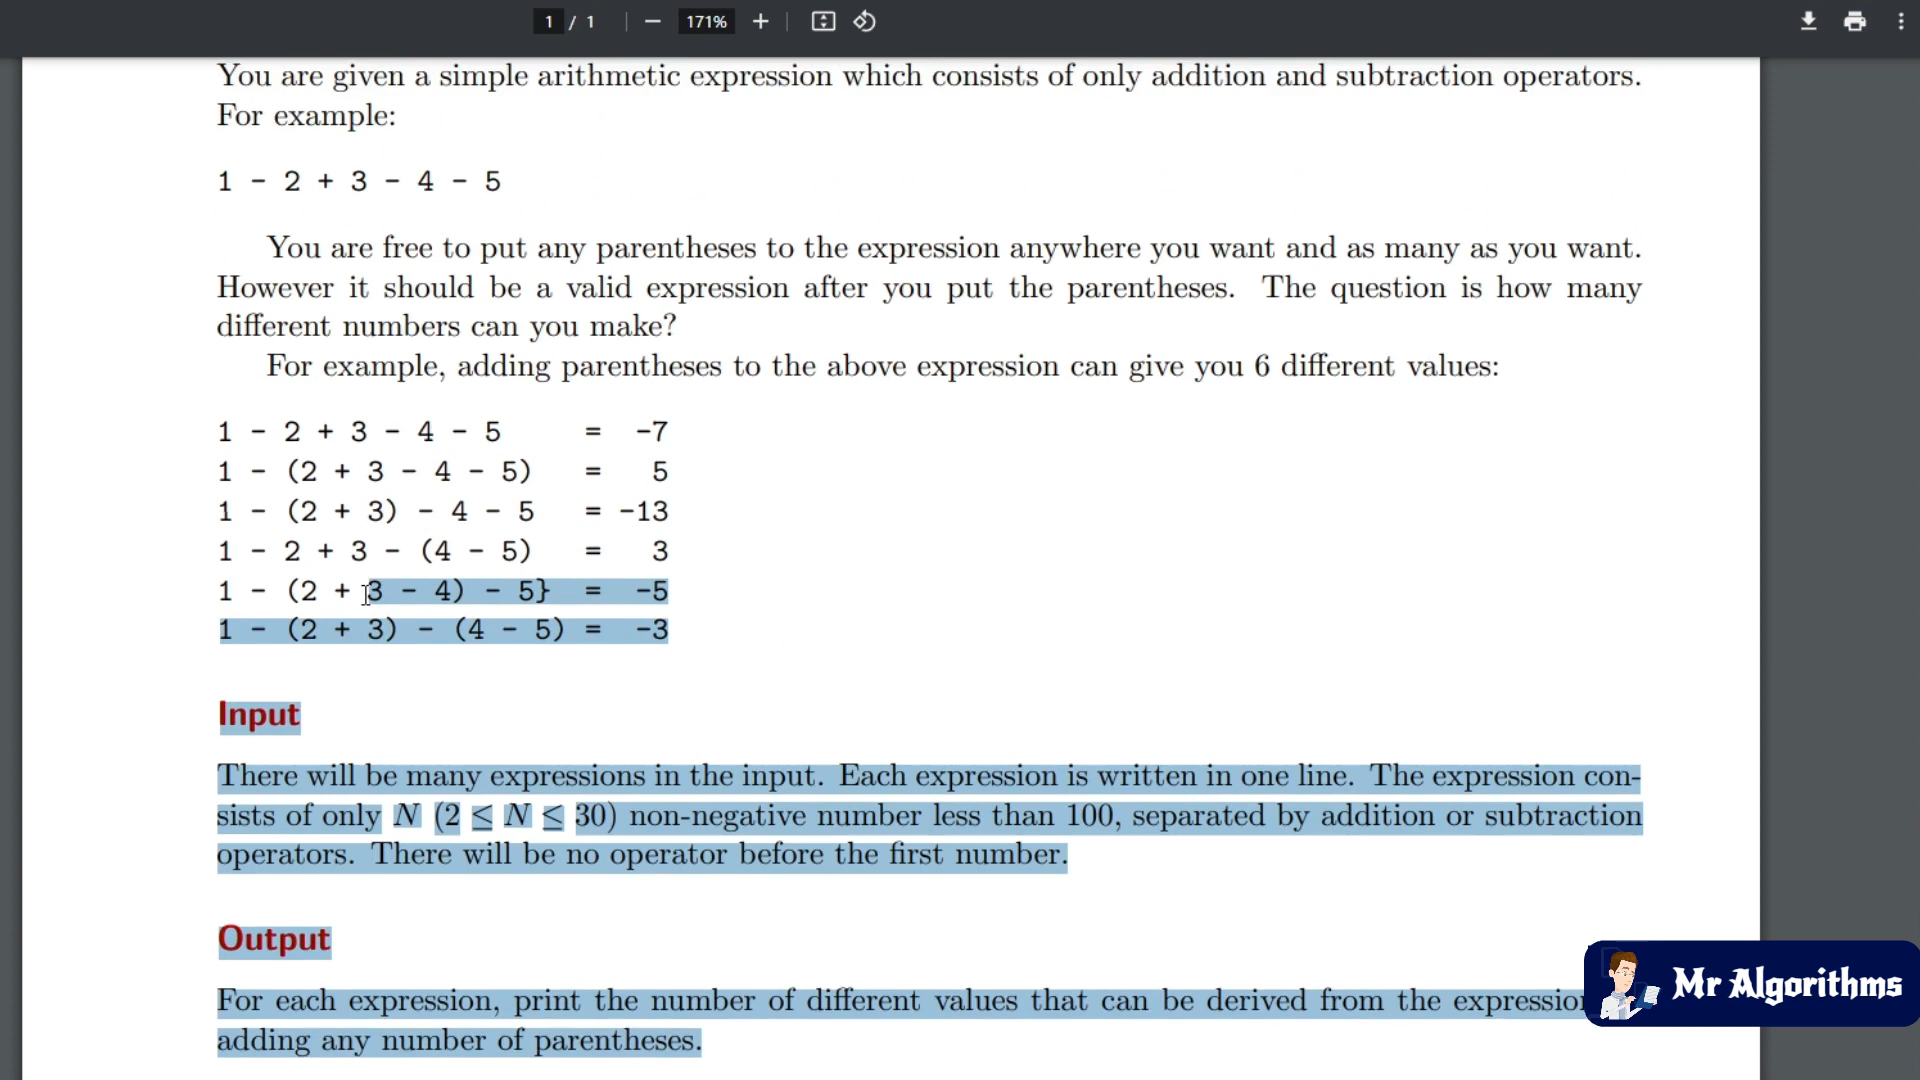 1 / 1 − 171% +
You are given a simple arithmetic expression which consists of only addition and subtraction operators.
For example:
1 - 2 + 3 - 4 - 5
You are free to put any parentheses to the expression anywhere you want and as many as you want.
However it should be a valid expression after you put the parentheses. The question is how many
different numbers can you make?
For example, adding parentheses to the above expression can give you 6 different values:
1 - 2 + 3 - 4 - 5 = -7
1 - (2 + 3 - 4 - 5) = 5
1 - (2 + 3) - 4 - 5 = -13
1 - 2 + 3 - (4 - 5) = 3
1 - (2 + 3 - 4) - 5} = -5
1 - (2 + 3) - (4 - 5) = -3
Input
There will be many expressions in the input. Each expression is written in one line. The expression con-
sists of only N (2 ≤ N ≤ 30) non-negative number less than 100, separated by addition or subtraction
operators. There will be no operator before the first number.
Output
For each expression, print the number of different values that can be derived from the expression
adding any number of parentheses.
Mr Algorithms